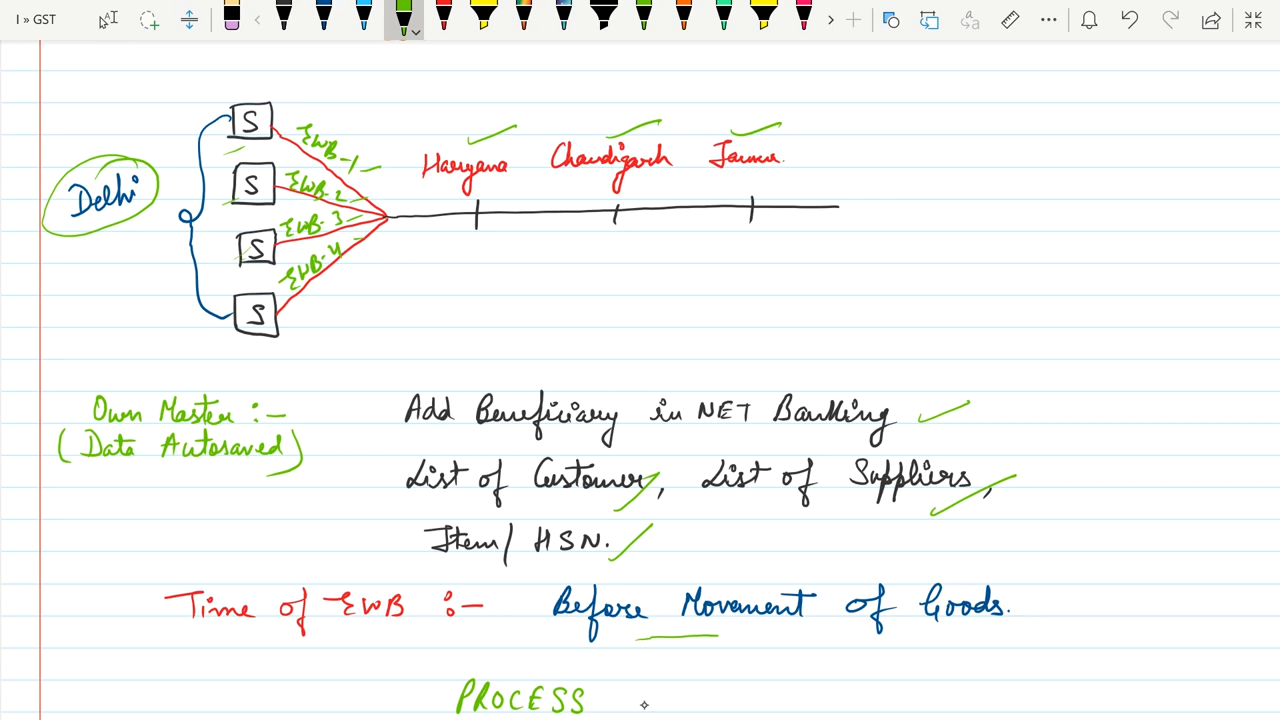 I » GST
S
EWB-1
Haryana Chandigarh Jammu.
Delhi
S
EWB-2
EWB-3
S
EWB-4
S
Own Master :- Add Beneficiary in NET Banking
(Data Autosaved)
List of Customer, List of Suppliers,
Item/ HSN.
Time of EWB :- Before Movement of Goods.
PROCESS